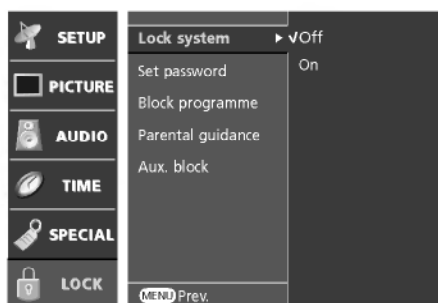 SETUP
PICTURE
AUDIO
TIME
SPECIAL
LOCK
Lock system
Set password
Block programme
Parental guidance
Aux. block
MENU Prev.
Off
On